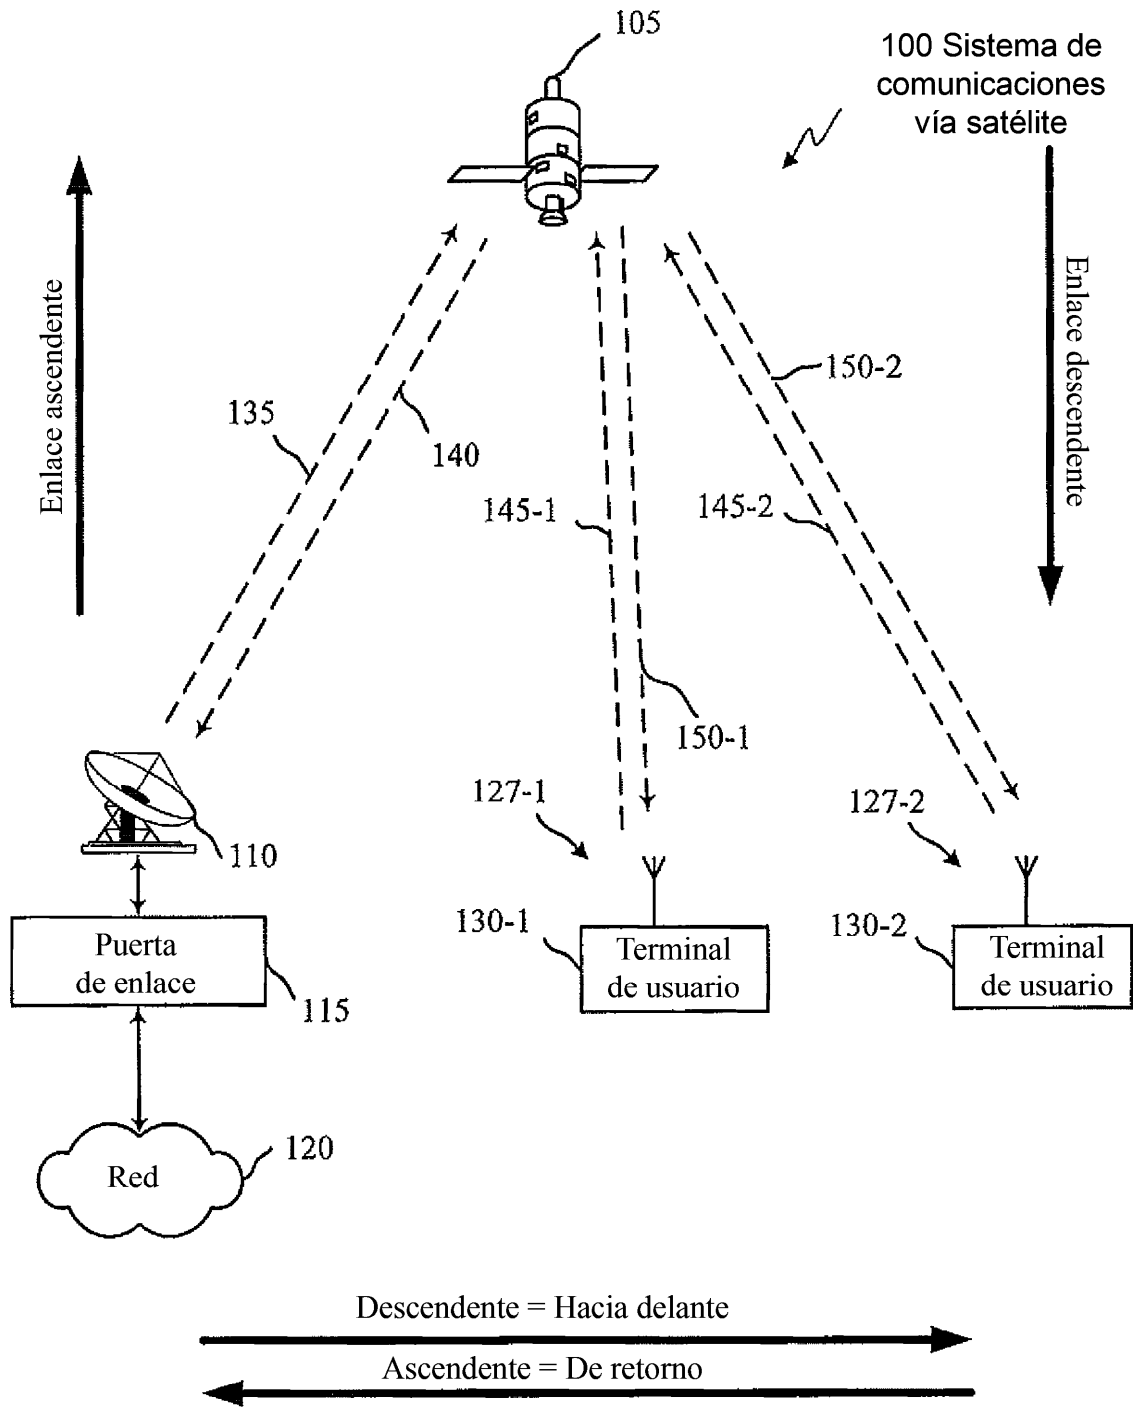 105
100 Sistema de
comunicaciones
vía satélite
Enlace ascendente
Enlace descendente
135
140
150-2
145-1
145-2
150-1
127-1
127-2
110
130-1
130-2
Puerta
de enlace
115
Terminal
de usuario
Terminal
de usuario
120
Red
Descendente = Hacia delante
Ascendente = De retorno